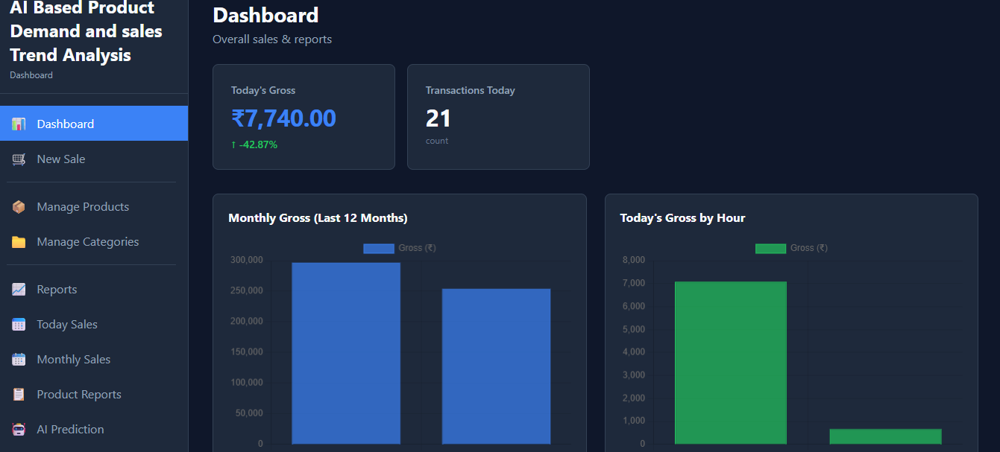 AI Based Product
Demand and sales
Trend Analysis
Dashboard
Dashboard
New Sale
Manage Products
Manage Categories
Reports
Today Sales
Monthly Sales
Product Reports
AI Prediction
Dashboard
Overall sales & reports
Today's Gross
₹7,740.00
↑ -42.87%
Transactions Today
21
count
Monthly Gross (Last 12 Months)
Gross (₹)
300,000
250,000
200,000
150,000
100,000
50,000
0
Today's Gross by Hour
Gross (₹)
8,000
7,000
6,000
5,000
4,000
3,000
2,000
1,000
0